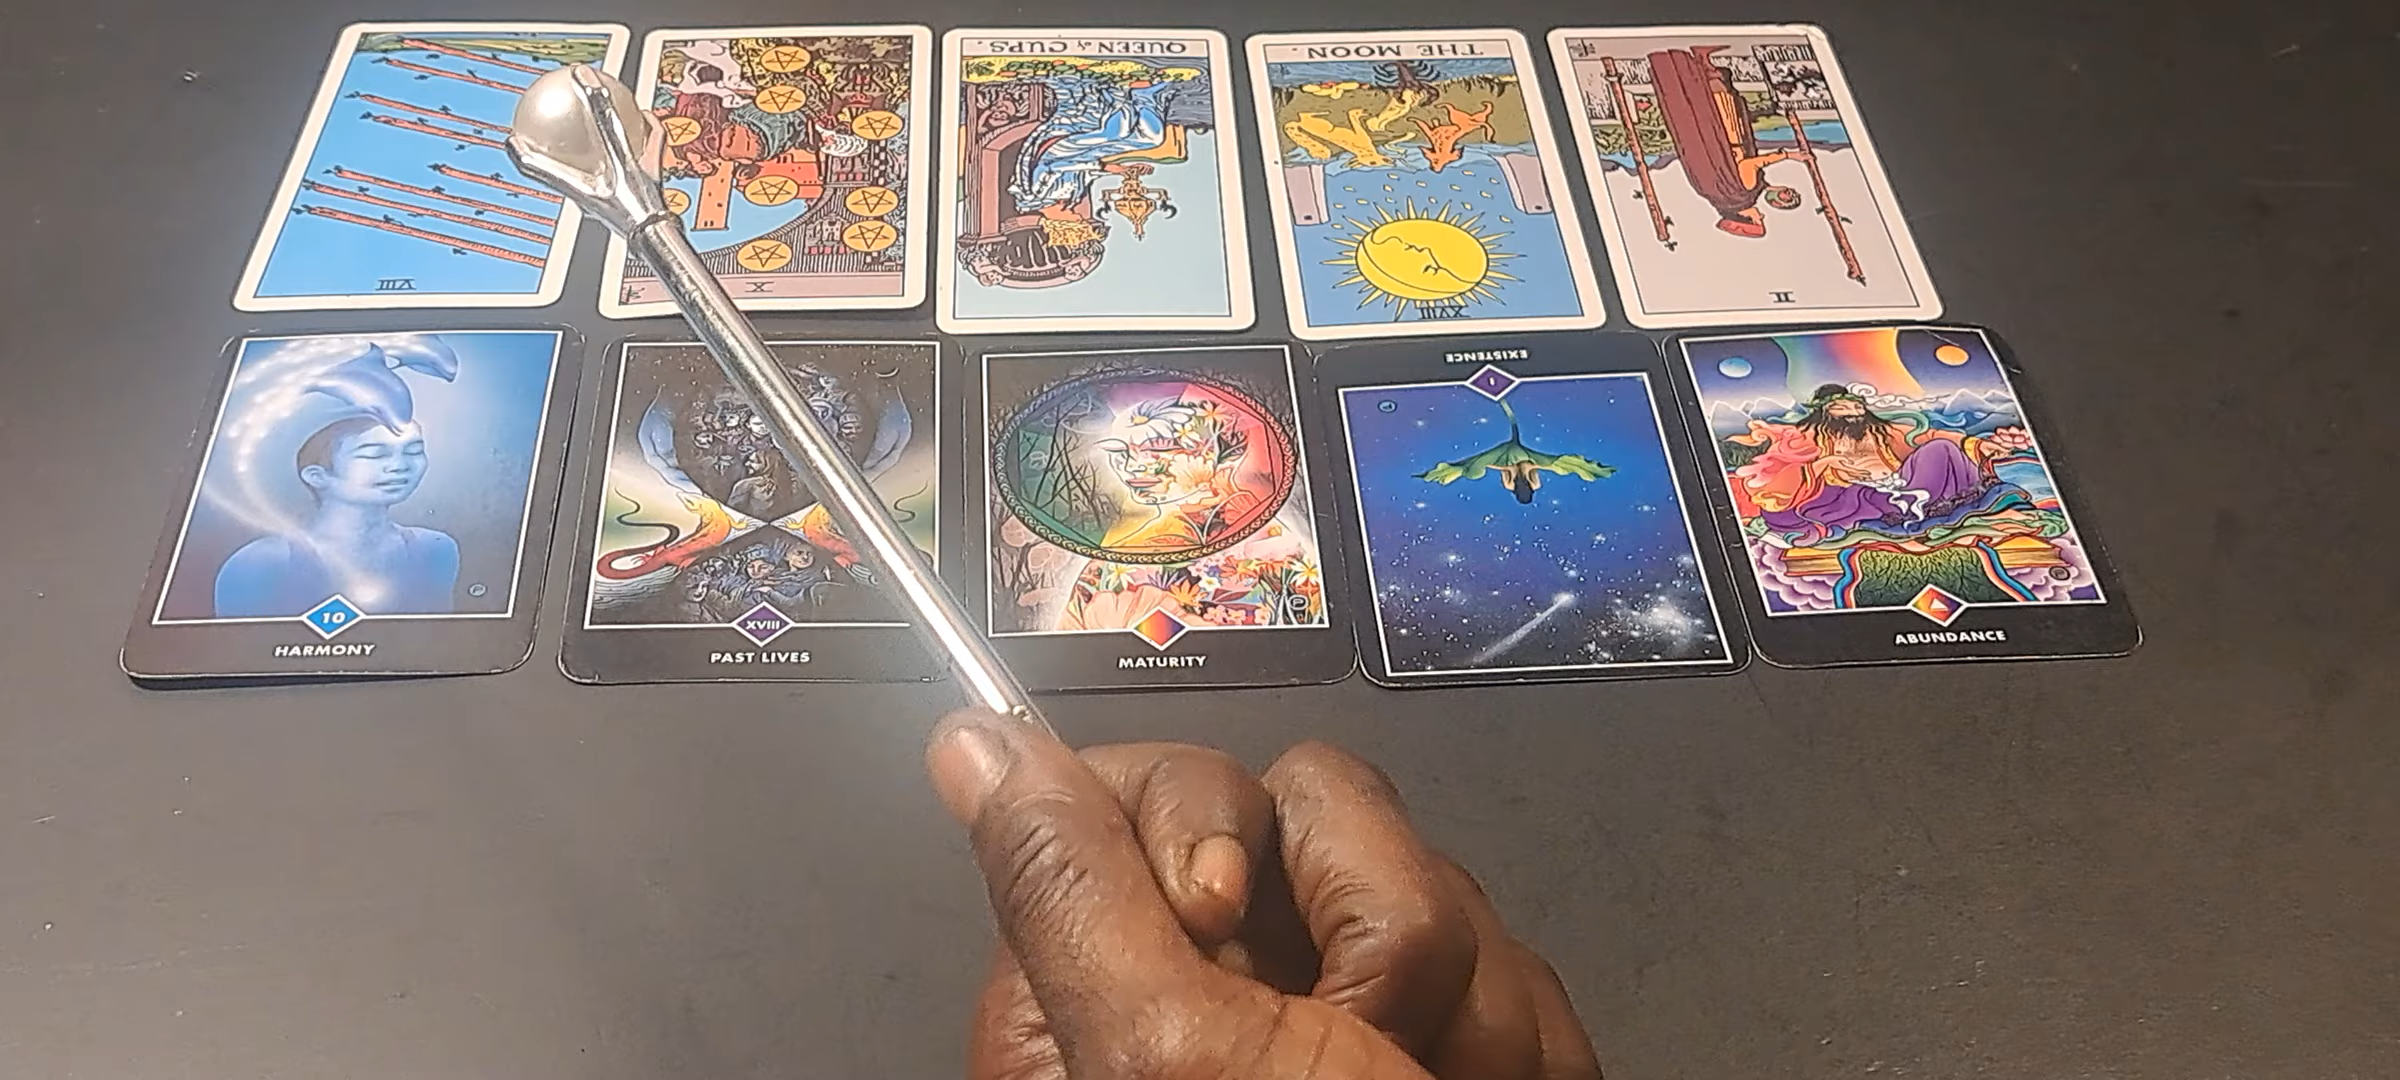 VIII
X
QUEEN of CUPS.
THE MOON.
XVIII
II
10
HARMONY
XVIII
PAST LIVES
MATURITY
EXISTENCE
I
ABUNDANCE